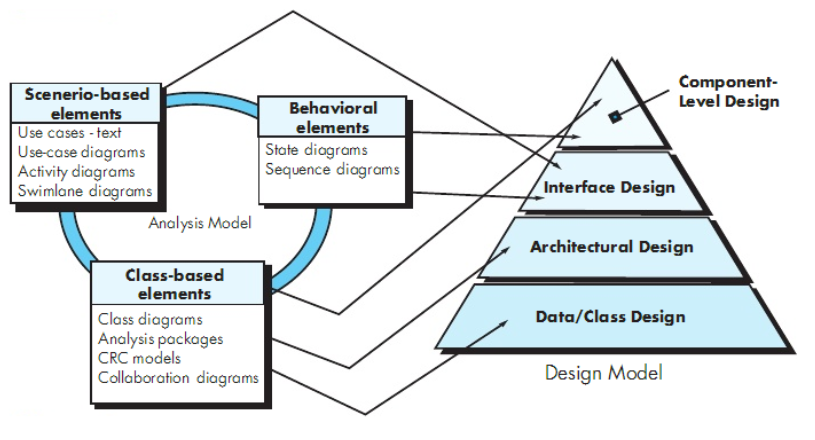 Scenerio-based
elements
Use cases - text
Use-case diagrams
Activity diagrams
Swimlane diagrams
Behavioral
elements
State diagrams
Sequence diagrams
Analysis Model
Class-based
elements
Class diagrams
Analysis packages
CRC models
Collaboration diagrams
Component-
Level Design
Interface Design
Architectural Design
Data/Class Design
Design Model